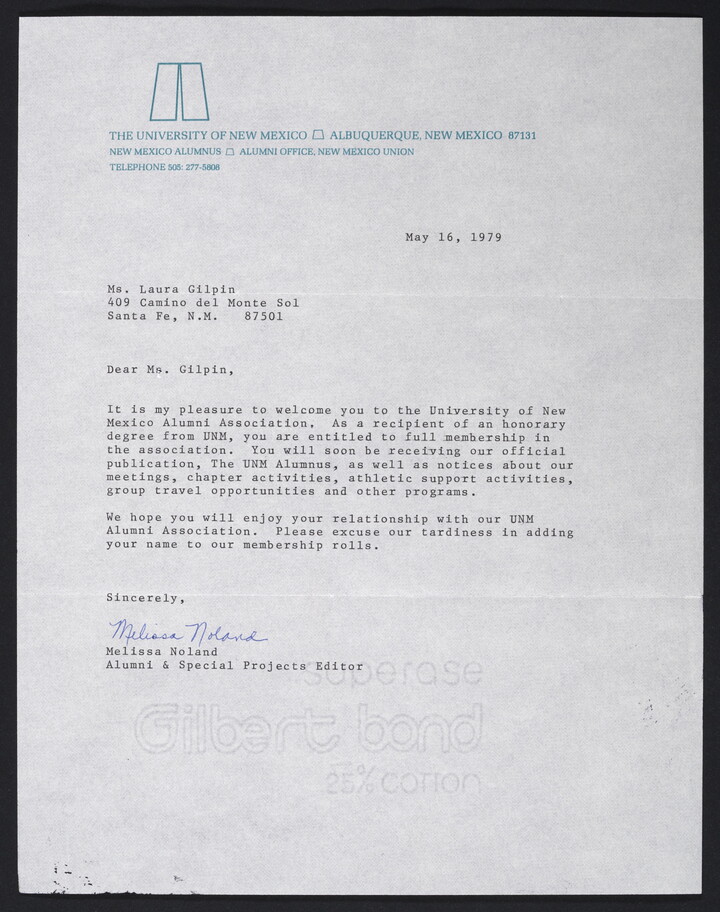 THE UNIVERSITY OF NEW MEXICO ALBUQUERQUE, NEW MEXICO 87131
NEW MEXICO ALUMNUS ALUMNI OFFICE, NEW MEXICO UNION
TELEPHONE 505: 277-5808
May 16, 1979
Ms. Laura Gilpin
409 Camino del Monte Sol
Santa Fe, N.M. 87501
Dear Ms. Gilpin,
It is my pleasure to welcome you to the University of New
Mexico Alumni Association. As a recipient of an honorary
degree from UNM, you are entitled to full membership in
the association. You will soon be receiving our official
publication, The UNM Alumnus, as well as notices about our
meetings, chapter activities, athletic support activities,
group travel opportunities and other programs.
We hope you will enjoy your relationship with our UNM
Alumni Association. Please excuse our tardiness in adding
your name to our membership rolls.
Sincerely,
Melissa Noland
Melissa Noland
Alumni & Special Projects Editor
superase
Gilbert bond
25% COTTON